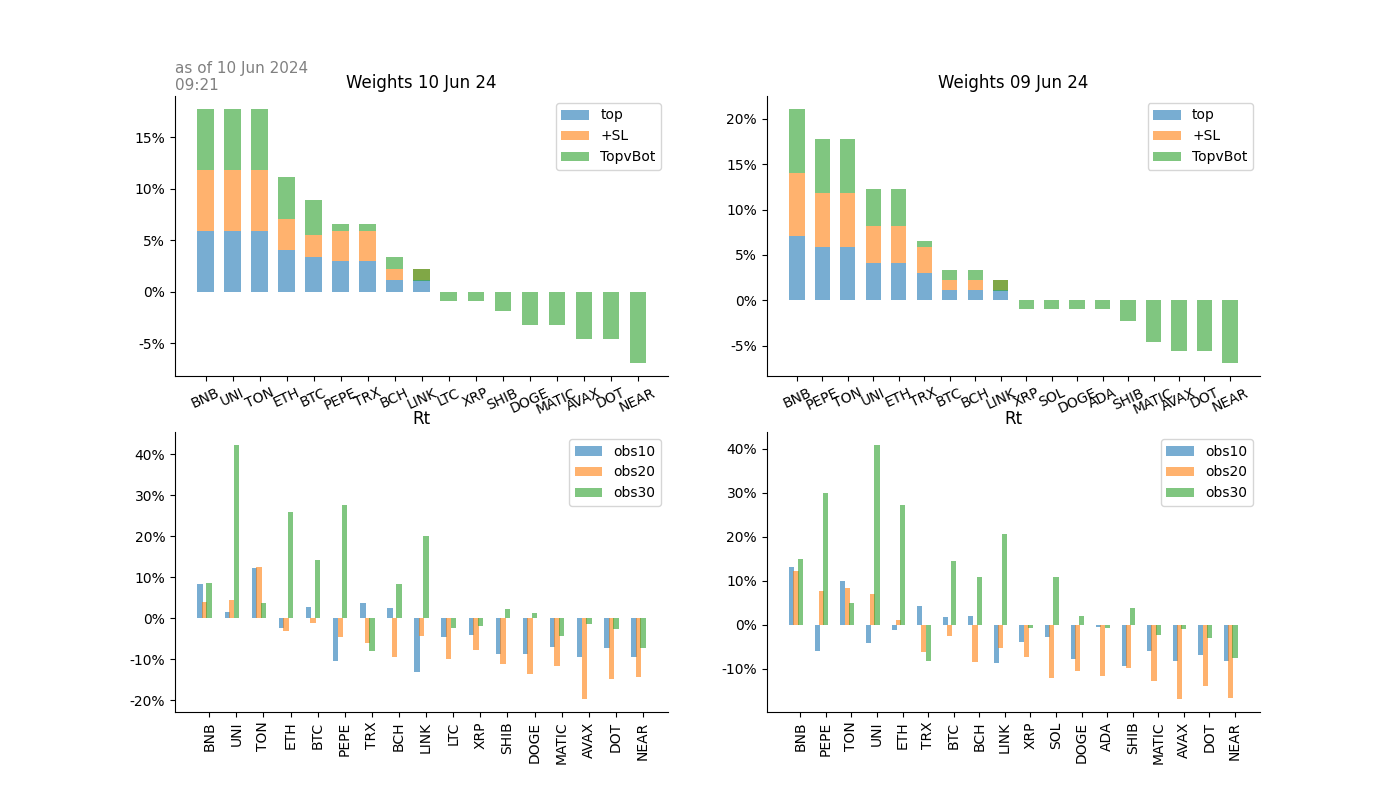 as of 10 Jun 2024
09:21
Weights 10 Jun 24
15%
10%
5%
0%
-5%
top
+SL
TopvBot
BNB UNI TON ETH BTC PEPE TRX BCH LINK LTC XRP SHIB DOGE MATIC AVAX DOT NEAR
Weights 09 Jun 24
20%
15%
10%
5%
0%
-5%
top
+SL
TopvBot
BNB PEPE TON UNI ETH TRX BTC BCH LINK XRP SOL DOGE ADA SHIB MATIC AVAX DOT NEAR
Rt
40%
30%
20%
10%
0%
-10%
-20%
obs10
obs20
obs30
BNB UNI TON ETH BTC PEPE TRX BCH LINK LTC XRP SHIB DOGE MATIC AVAX DOT NEAR
Rt
40%
30%
20%
10%
0%
-10%
obs10
obs20
obs30
BNB PEPE TON UNI ETH TRX BTC BCH LINK XRP SOL DOGE ADA SHIB MATIC AVAX DOT NEAR